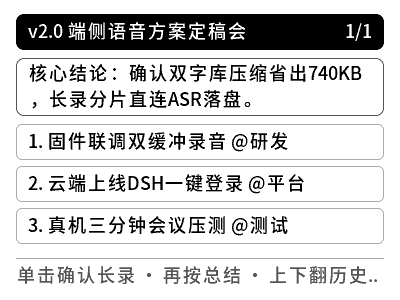 v2.0 端侧语音方案定稿会 1/1
核心结论：确认双字库压缩省出740KB
，长录分片直连ASR落盘。
1. 固件联调双缓冲录音 @研发
2. 云端上线DSH一键登录 @平台
3. 真机三分钟会议压测 @测试
单击确认长录 · 再按总结 · 上下翻历史..